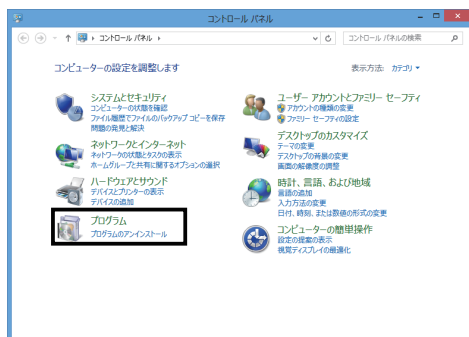 コントロール パネル
コントロール パネル
コントロール パネルの検索
コンピューターの設定を調整します
表示方法: カテゴリ
システムとセキュリティ
コンピューターの状態を確認
ファイル履歴でファイルのバックアップ コピーを保存
問題の発見と解決
ネットワークとインターネット
ネットワークの状態とタスクの表示
ホームグループと共有に関するオプションの選択
ハードウェアとサウンド
デバイスとプリンターの表示
デバイスの追加
プログラム
プログラムのアンインストール
ユーザー アカウントとファミリー セーフティ
アカウントの種類の変更
ファミリー セーフティの設定
デスクトップのカスタマイズ
テーマの変更
デスクトップの背景の変更
画面の解像度の調整
時計、言語、および地域
言語の追加
入力方法の変更
日付、時刻、または数値の形式の変更
コンピューターの簡単操作
設定の提案の表示
視覚ディスプレイの最適化